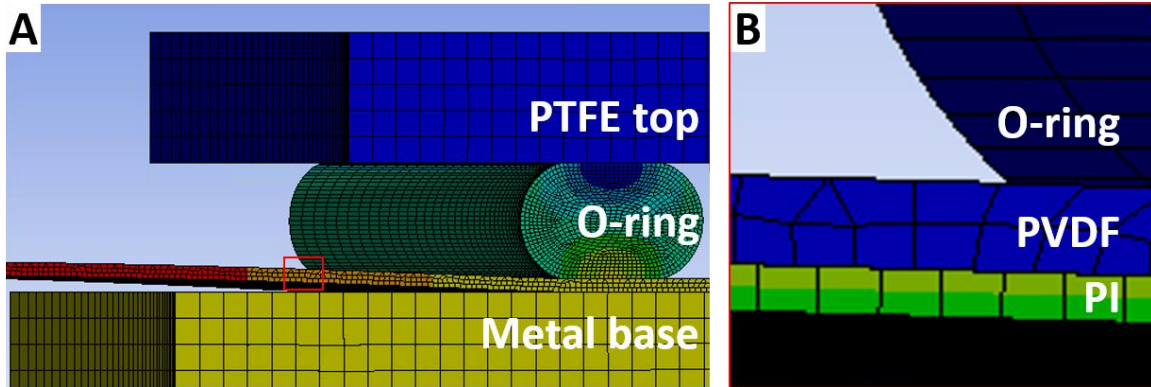 A
PTFE top
O-ring
Metal base
B
O-ring
PVDF
PI